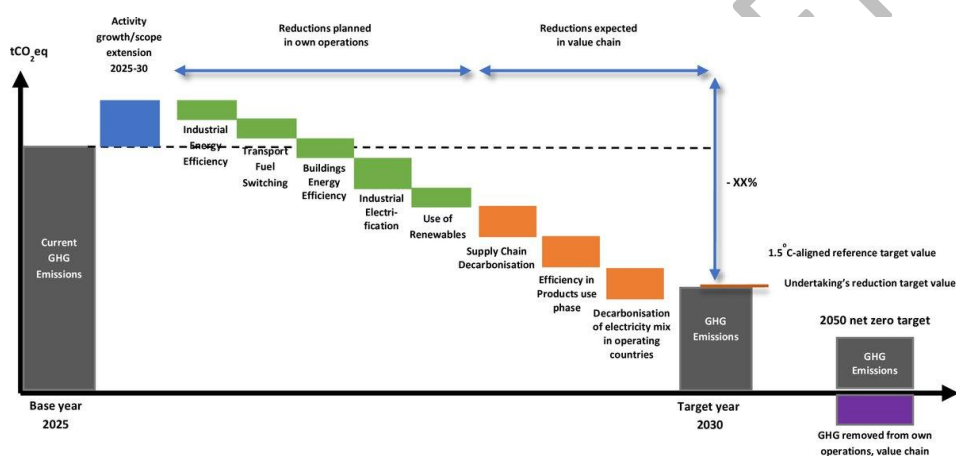 Activity
growth/scope
extension
2025-30
Reductions planned
in own operations
Reductions expected
in value chain
tCO2eq
Industrial
Energy
Efficiency
Transport
Fuel
Switching
Buildings
Energy
Efficiency
Industrial
Electri-
fication
Use of
Renewables
Supply Chain
Decarbonisation
Efficiency in
Products use
phase
Decarbonisation
of electricity mix
in operating
countries
- XX%
1.5°C-aligned reference target value
Undertaking's reduction target value
Current
GHG
Emissions
GHG
Emissions
2050 net zero target
GHG
Emissions
Base year
2025
Target year
2030
GHG removed from own
operations, value chain